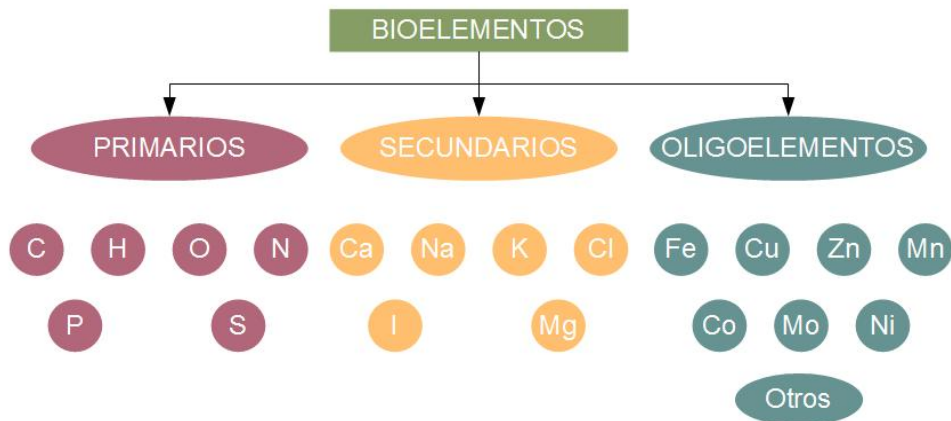 BIOELEMENTOS
PRIMARIOS SECUNDARIOS OLIGOELEMENTOS
C H O N Ca Na K Cl Fe Cu Zn Mn
P S I Mg Co Mo Ni
Otros